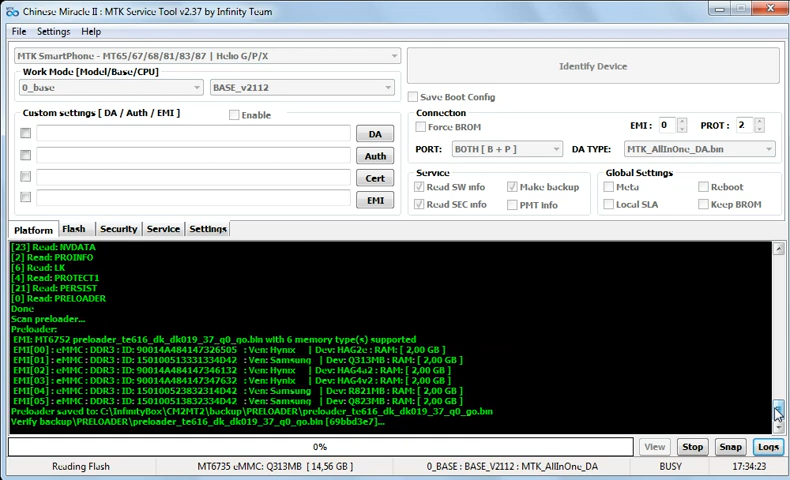 Chinese Miracle II : MTK Service Tool v2.37 by Infinity Team
File Settings Help
MTK SmartPhone - MT65/67/68/81/83/87 | Helio G/P/X
Identify Device
Work Mode [Model/Base/CPU]
0_base BASE_v2112
Save Boot Config
Custom settings [ DA / Auth / EMI ] Enable
Connection
Force BROM EMI : 0 PROT : 2
DA
PORT: BOTH [ B + P ] DA TYPE: MTK_AllInOne_DA.bin
Auth
Service Global Settings
Cert
Read SW info Make backup Meta Reboot
EMI
Read SEC info PMT info Local SLA Keep BROM
Platform Flash Security Service Settings
[23] Read: NVDATA
[2] Read: PROINFO
[6] Read: LK
[4] Read: PROTECT1
[21] Read: PERSIST
[0] Read: PRELOADER
Done
Scan preloader...
Preloader:
EMI: MT6752 preloader_te616_dk_dk019_37_q0_go.bin with 6 memory type(s) supported
EMI[00] : eMMC : DDR3 : ID: 90014A484147326505 : Ven: Hynix | Dev: HAG2e : RAM: [ 2,00 GB ]
EMI[01] : eMMC : DDR3 : ID: 150100513331334D42 : Ven: Samsung | Dev: Q313MB : RAM: [ 2,00 GB ]
EMI[02] : eMMC : DDR3 : ID: 90014A484147346132 : Ven: Hynix | Dev: HAG4a2 : RAM: [ 2,00 GB ]
EMI[03] : eMMC : DDR3 : ID: 90014A484147347632 : Ven: Hynix | Dev: HAG4v2 : RAM: [ 2,00 GB ]
EMI[04] : eMMC : DDR3 : ID: 150100523832314D42 : Ven: Samsung | Dev: R821MB : RAM: [ 2,00 GB ]
EMI[05] : eMMC : DDR3 : ID: 150100513832334D42 : Ven: Samsung | Dev: Q823MB : RAM: [ 2,00 GB ]
Preloader saved to: C:\InfinityBox\CM2MT2\backup\PRELOADER\preloader_te616_dk_dk019_37_q0_go.bin
Verify backup\PRELOADER\preloader_te616_dk_dk019_37_q0_go.bin [69bbd3e7]...
0% View Stop Snap Logs
Reading Flash MT6735 eMMC: Q313MB [ 14,56 GB ] 0_BASE : BASE_V2112 : MTK_AllInOne_DA BUSY 17:34:23